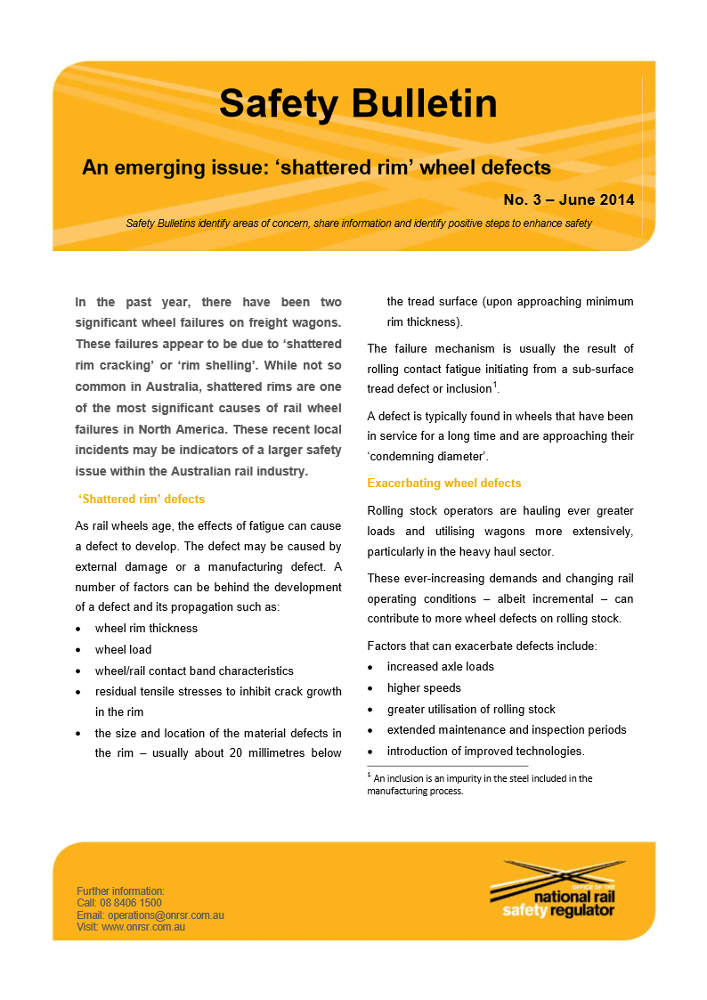 Safety Bulletin
An emerging issue: ‘shattered rim’ wheel defects
No. 3 – June 2014
Safety Bulletins identify areas of concern, share information and identify positive steps to enhance safety
In the past year, there have been two
significant wheel failures on freight wagons.
These failures appear to be due to ‘shattered
rim cracking’ or ‘rim shelling’. While not so
common in Australia, shattered rims are one
of the most significant causes of rail wheel
failures in North America. These recent local
incidents may be indicators of a larger safety
issue within the Australian rail industry.
‘Shattered rim’ defects
As rail wheels age, the effects of fatigue can cause
a defect to develop. The defect may be caused by
external damage or a manufacturing defect. A
number of factors can be behind the development
of a defect and its propagation such as:
• wheel rim thickness
• wheel load
• wheel/rail contact band characteristics
• residual tensile stresses to inhibit crack growth
in the rim
• the size and location of the material defects in
the rim – usually about 20 millimetres below
the tread surface (upon approaching minimum
rim thickness).
The failure mechanism is usually the result of
rolling contact fatigue initiating from a sub-surface
tread defect or inclusion1.
A defect is typically found in wheels that have been
in service for a long time and are approaching their
‘condemning diameter’.
Exacerbating wheel defects
Rolling stock operators are hauling ever greater
loads and utilising wagons more extensively,
particularly in the heavy haul sector.
These ever-increasing demands and changing rail
operating conditions – albeit incremental – can
contribute to more wheel defects on rolling stock.
Factors that can exacerbate defects include:
• increased axle loads
• higher speeds
• greater utilisation of rolling stock
• extended maintenance and inspection periods
• introduction of improved technologies.
1 An inclusion is an impurity in the steel included in the
manufacturing process.
Further information:
Call: 08 8406 1500
Email: operations@onrsr.com.au
Visit: www.onrsr.com.au
OFFICE OF THE
national rail
safety regulator